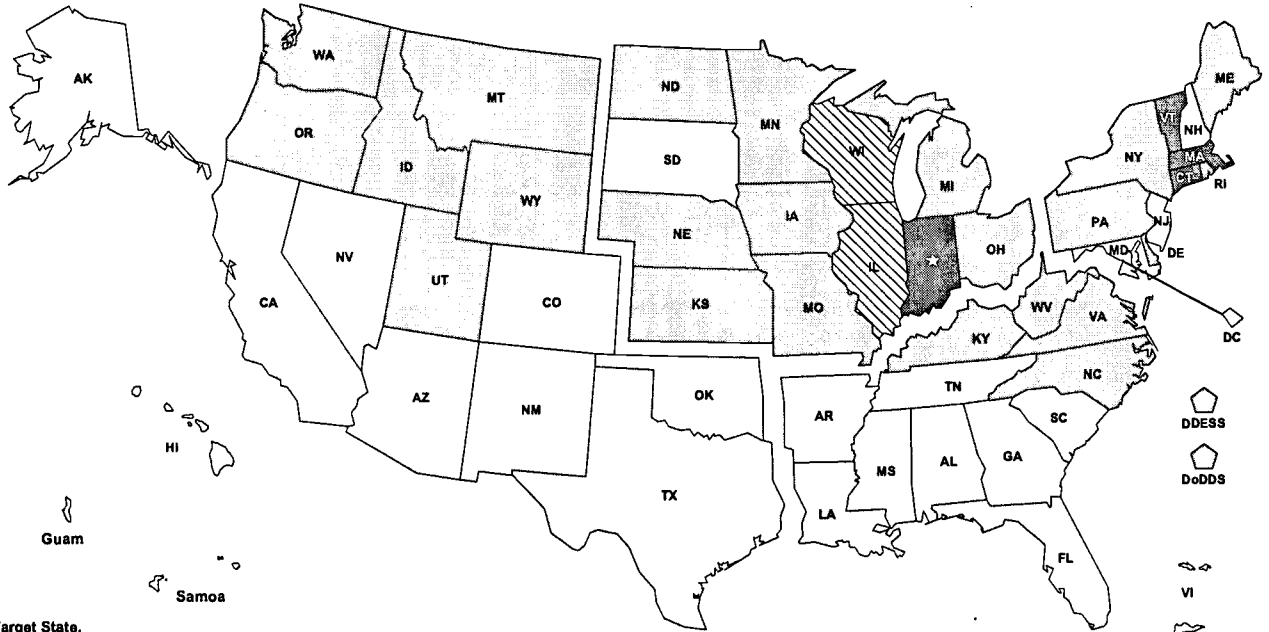 AK
WA
MT
ND
MN
ME
VT
NH
OR
ID
SD
WI
NY
MA
CT
RI
WY
MI
IA
PA
NJ
NE
OH
MD
DE
NV
UT
IL
CA
CO
KS
MO
WV
VA
KY
DC
NC
AZ
NM
OK
TN
AR
SC
DDESS
HI
MS
AL
GA
DoDDS
TX
LA
Guam
FL
VI
Samoa
Target State.